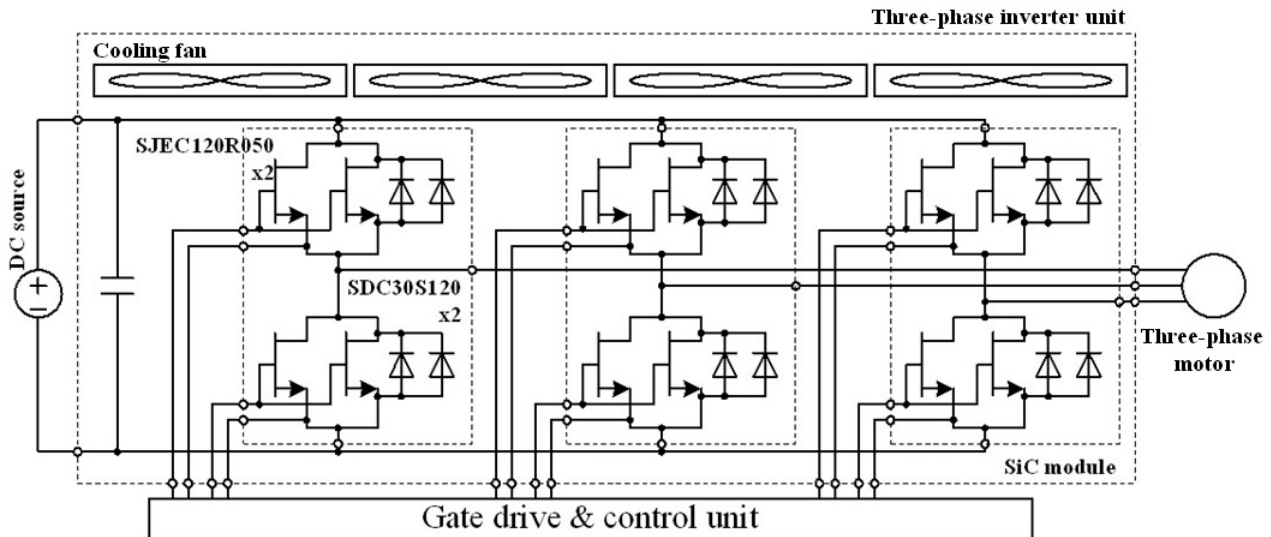 Three-phase inverter unit
Cooling fan
SJEC120R050
x2
DC source
+
−
SDC30S120
x2
Three-phase
motor
SiC module
Gate drive & control unit